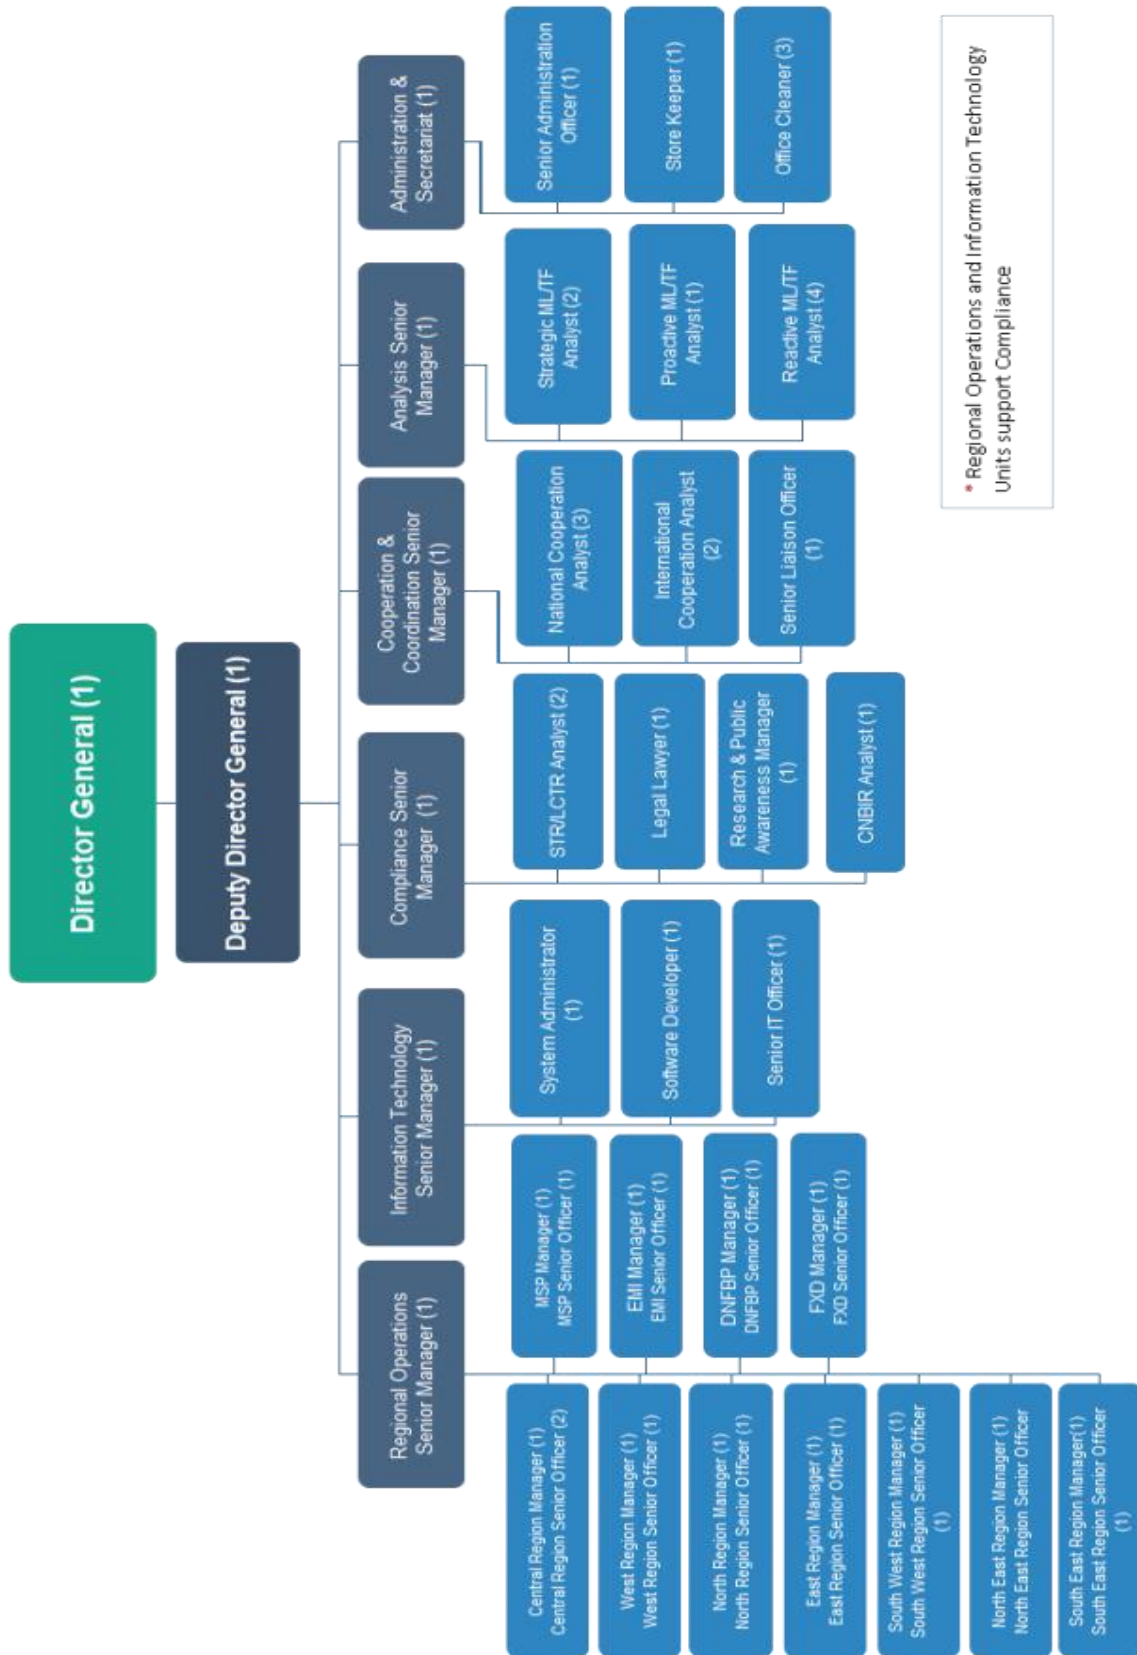 Director General (1)
Deputy Director General (1)
Regional Operations
Senior Manager (1)
Information Technology
Senior Manager (1)
Compliance Senior
Manager (1)
Cooperation &
Coordination Senior
Manager (1)
Analysis Senior
Manager (1)
Administration &
Secretariat (1)
Central Region Manager (1)
Central Region Senior Officer (2)
West Region Manager (1)
West Region Senior Officer (1)
North Region Manager (1)
North Region Senior Officer (1)
East Region Manager (1)
East Region Senior Officer (1)
South West Region Manager (1)
South West Region Senior Officer
(1)
North East Region Manager (1)
North East Region Senior Officer
South East Region Manager(1)
South East Region Senior Officer
(1)
MSP Manager (1)
MSP Senior Officer (1)
EMI Manager (1)
EMI Senior Officer (1)
DNFBP Manager (1)
DNFBP Senior Officer (1)
FXD Manager (1)
FXD Senior Officer (1)
System Administrator
(1)
Software Developer (1)
Senior IT Officer (1)
STR/LCTR Analyst (2)
Legal Lawyer (1)
Research & Public
Awareness Manager
(1)
CNBIR Analyst (1)
National Cooperation
Analyst (3)
International
Cooperation Analyst
(2)
Senior Liaison Officer
(1)
Strategic ML/TF
Analyst (2)
Proactive ML/TF
Analyst (1)
Reactive ML/TF
Analyst (4)
Senior Administration
Officer (1)
Store Keeper (1)
Office Cleaner (3)
* Regional Operations and Information Technology
Units support Compliance